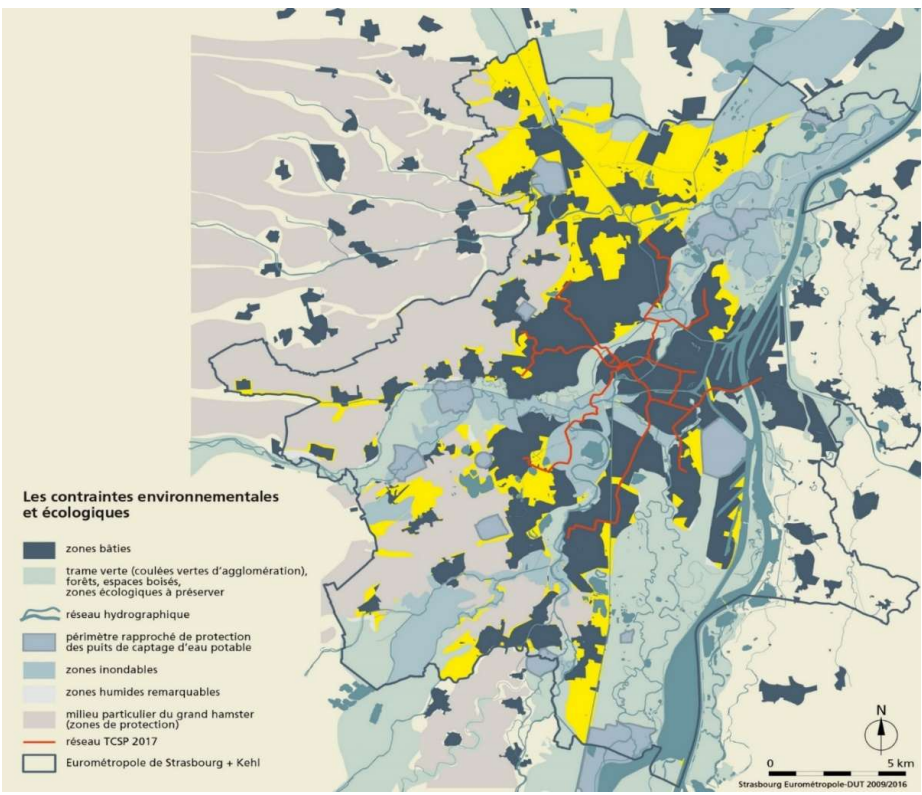 Les contraintes environnementales
et écologiques
zones bâties
trame verte (coulées vertes d'agglomération),
forêts, espaces boisés,
zones écologiques à préserver
réseau hydrographique
périmètre rapproché de protection
des puits de captage d'eau potable
zones inondables
zones humides remarquables
milieu particulier du grand hamster
(zones de protection)
réseau TCSP 2017
Eurométropole de Strasbourg + Kehl
N
0 5 km
Strasbourg Eurométropole-DUT 2009/2016